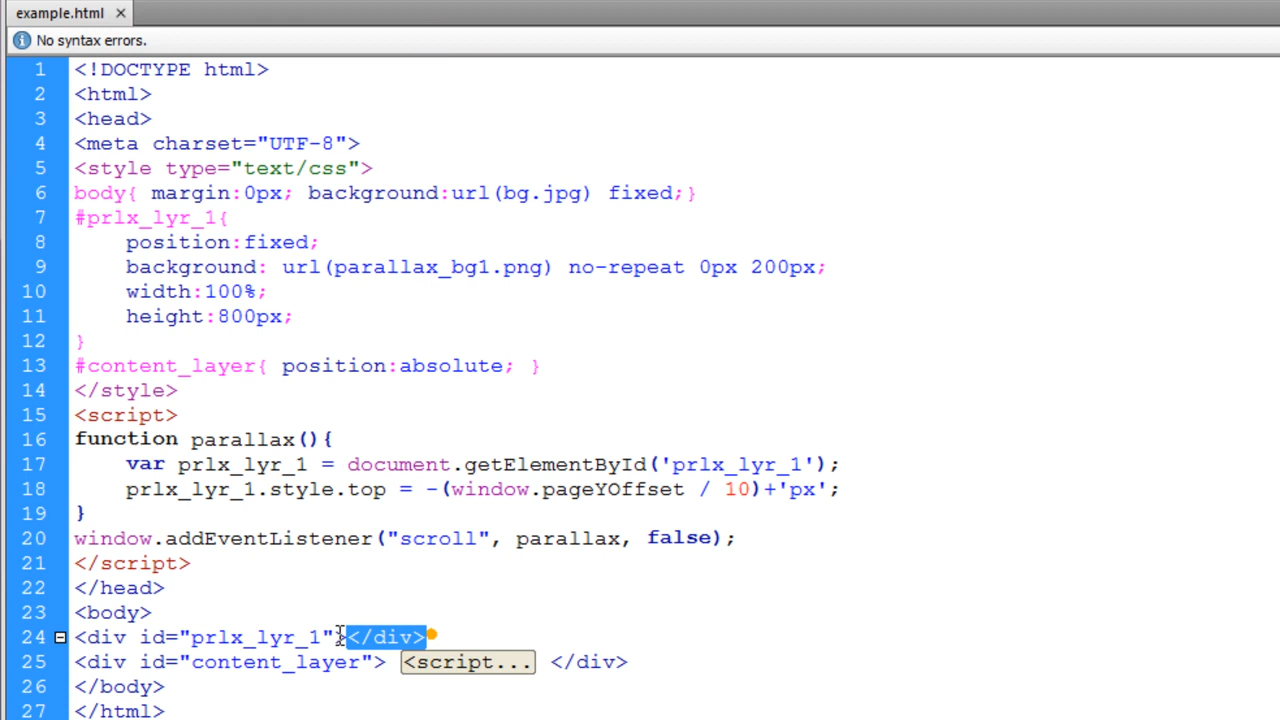 example.html ×
No syntax errors.
1 <!DOCTYPE html>
2 <html>
3 <head>
4 <meta charset="UTF-8">
5 <style type="text/css">
6 body{ margin:0px; background:url(bg.jpg) fixed;}
7 #prlx_lyr_1{
8     position:fixed;
9     background: url(parallax_bg1.png) no-repeat 0px 200px;
10     width:100%;
11     height:800px;
12 }
13 #content_layer{ position:absolute; }
14 </style>
15 <script>
16 function parallax(){
17     var prlx_lyr_1 = document.getElementById('prlx_lyr_1');
18     prlx_lyr_1.style.top = -(window.pageYOffset / 10)+'px';
19 }
20 window.addEventListener("scroll", parallax, false);
21 </script>
22 </head>
23 <body>
24 <div id="prlx_lyr_1"></div>
25 <div id="content_layer"> <script... </div>
26 </body>
27 </html>